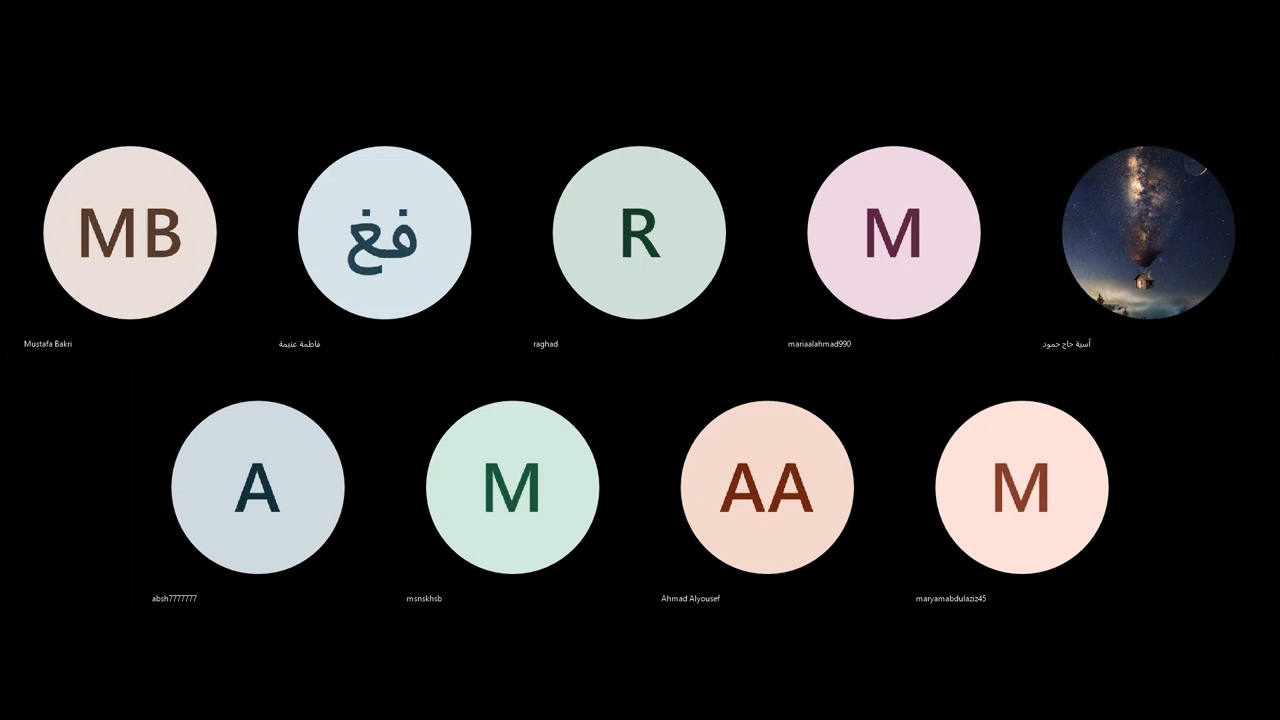 MB
فغ
R
M
Mustafa Bakri
فاطمة غنيمة
raghad
mariaalahmad990
آسية حاج حمود
A
M
AA
M
absh7777777
msnskhsb
Ahmad Alyousef
maryamabdulaziz45